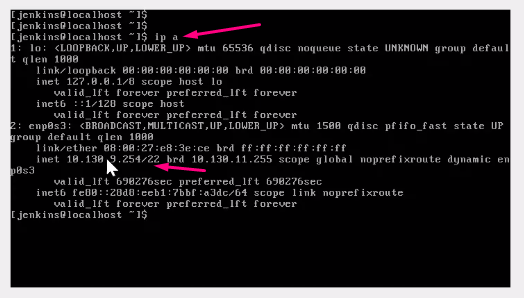 [jenkins@localhost ~]$
[jenkins@localhost ~]$
[jenkins@localhost ~]$ ip a
1: lo: <LOOPBACK,UP,LOWER_UP> mtu 65536 qdisc noqueue state UNKNOWN group defaul
t qlen 1000
link/loopback 00:00:00:00:00:00 brd 00:00:00:00:00:00
inet 127.0.0.1/8 scope host lo
valid_lft forever preferred_lft forever
inet6 ::1/128 scope host
valid_lft forever preferred_lft forever
2: enp0s3: <BROADCAST,MULTICAST,UP,LOWER_UP> mtu 1500 qdisc pfifo_fast state UP
group default qlen 1000
link/ether 08:00:27:e8:3e:ce brd ff:ff:ff:ff:ff:ff
inet 10.130.9.254/22 brd 10.130.11.255 scope global noprefixroute dynamic en
p0s3
valid_lft 690276sec preferred_lft 690276sec
inet6 fe80::28d8:eeb1:7bbf:a3dc/64 scope link noprefixroute
valid_lft forever preferred_lft forever
[jenkins@localhost ~]$